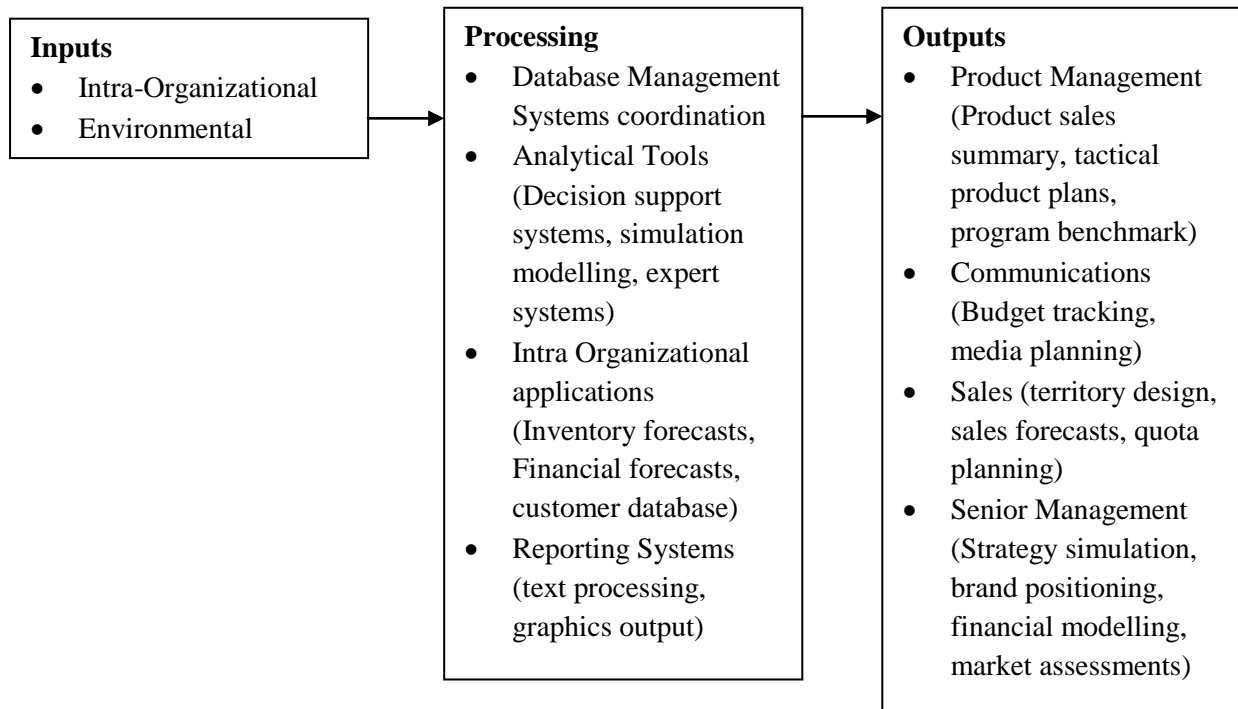 Inputs
• Intra-Organizational
• Environmental
Processing
• Database Management
Systems coordination
• Analytical Tools
(Decision support
systems, simulation
modelling, expert
systems)
• Intra Organizational
applications
(Inventory forecasts,
Financial forecasts,
customer database)
• Reporting Systems
(text processing,
graphics output)
Outputs
• Product Management
(Product sales
summary, tactical
product plans,
program benchmark)
• Communications
(Budget tracking,
media planning)
• Sales (territory design,
sales forecasts, quota
planning)
• Senior Management
(Strategy simulation,
brand positioning,
financial modelling,
market assessments)